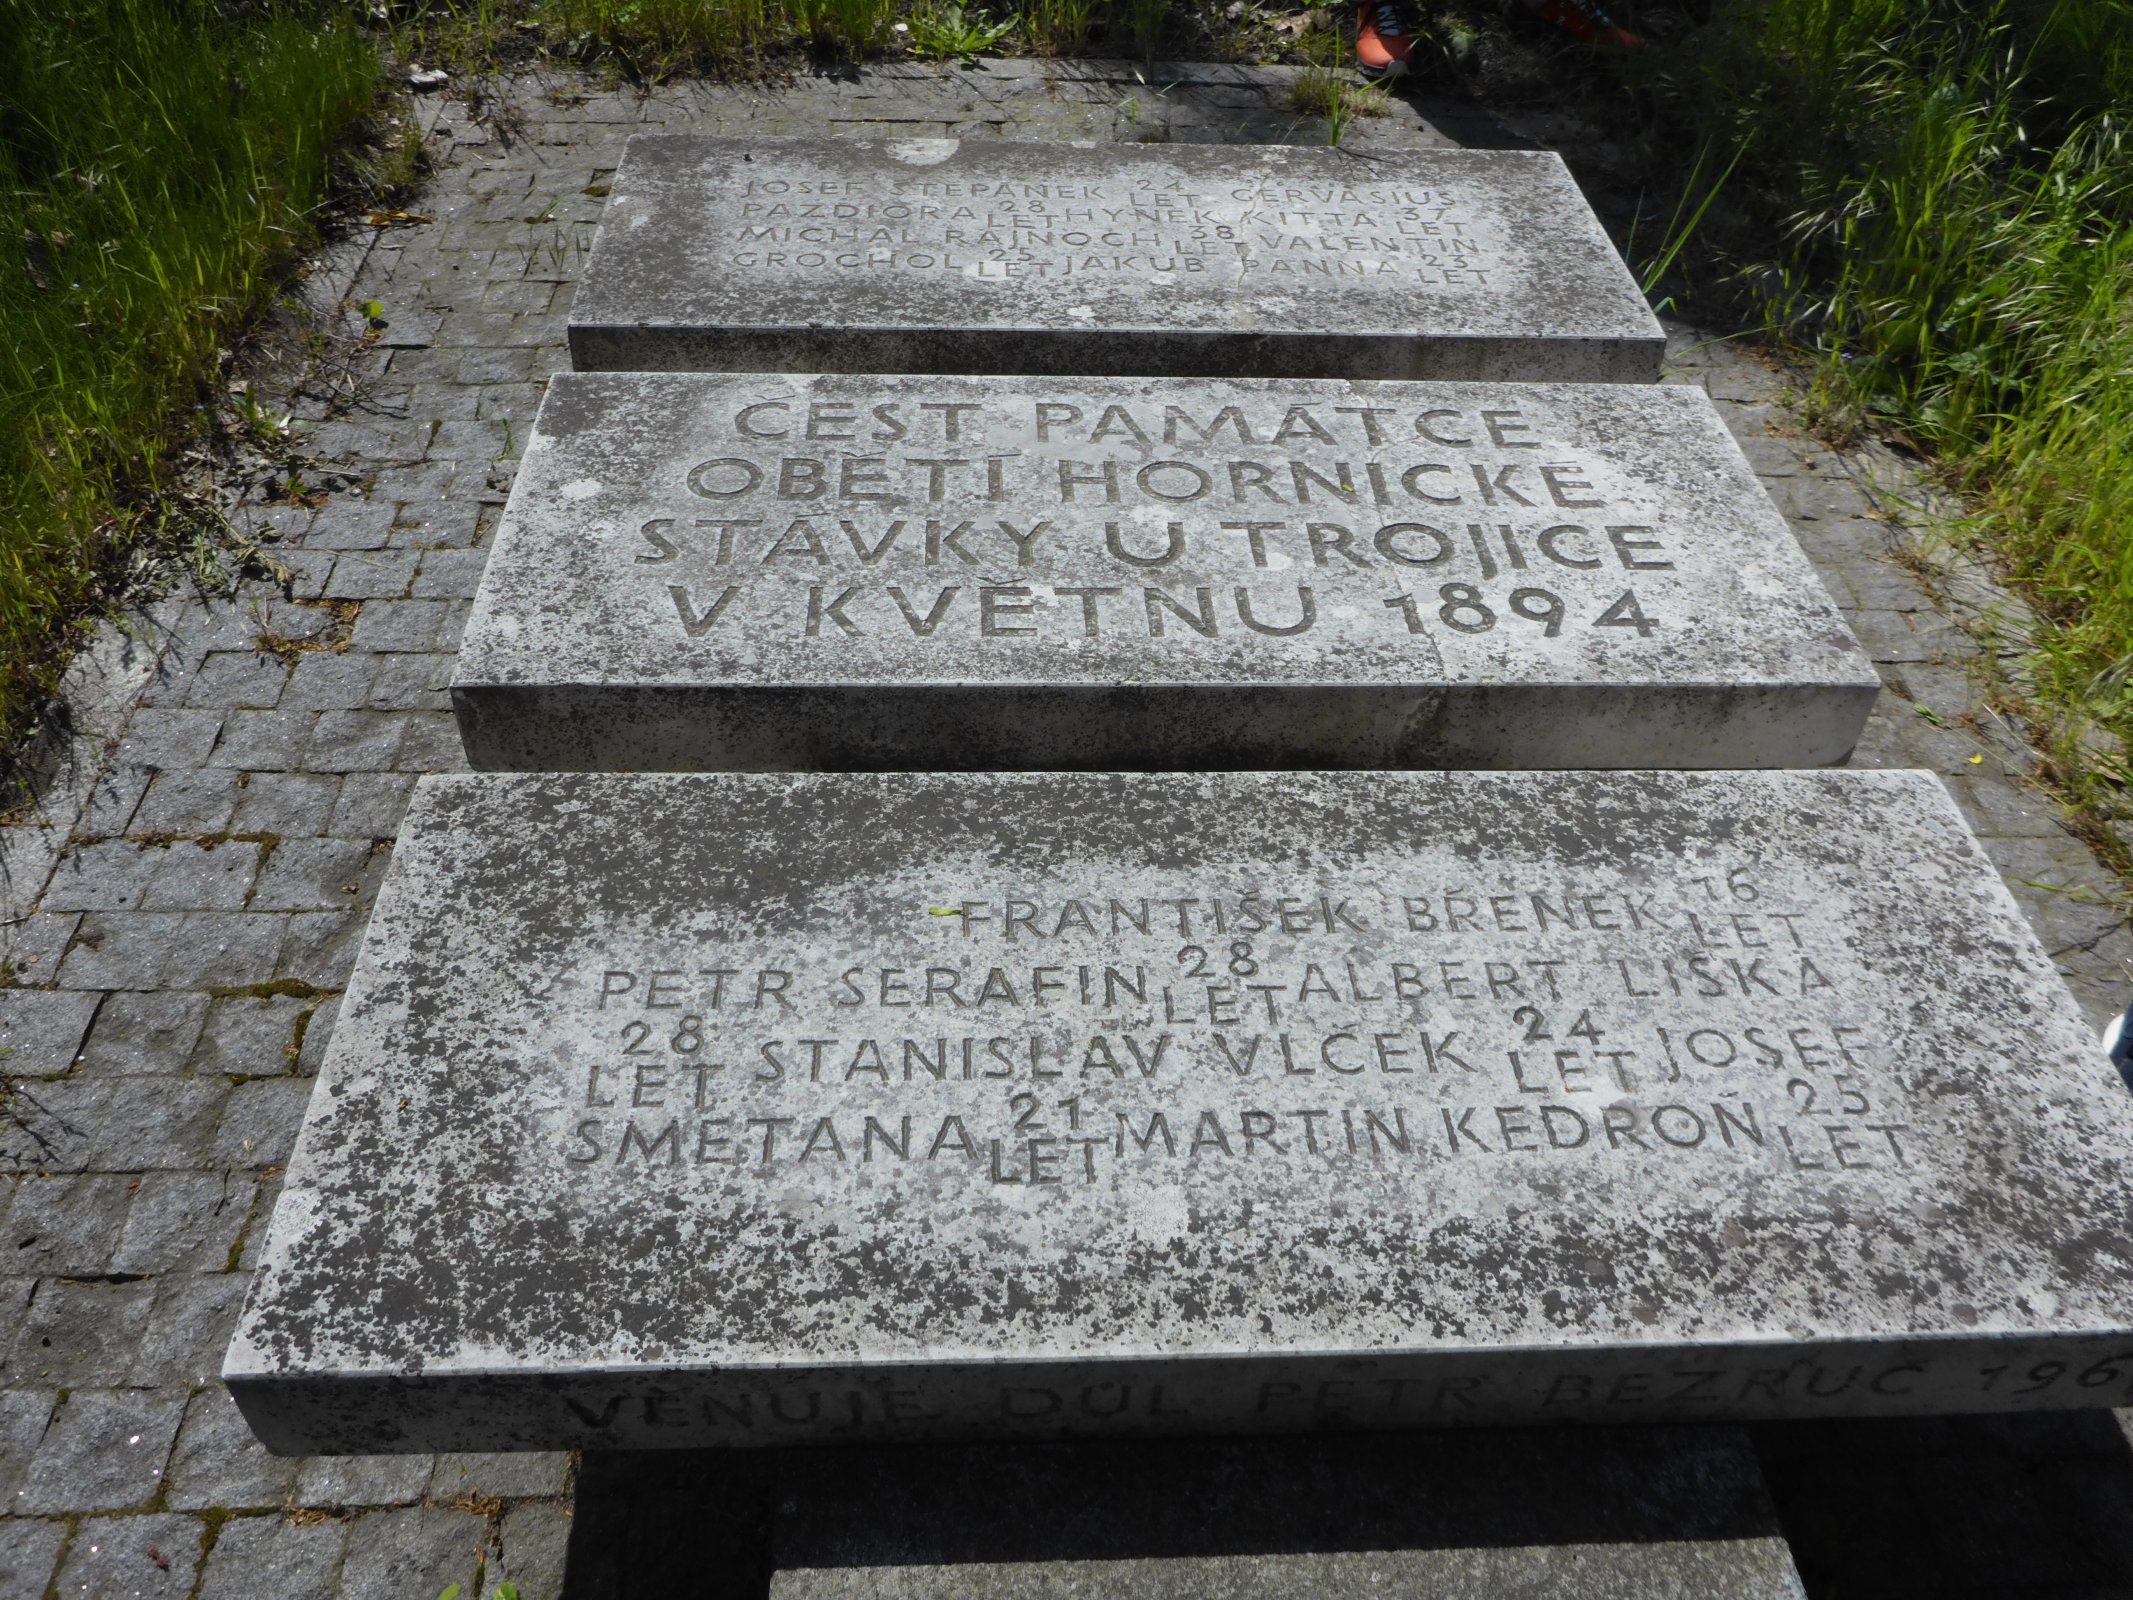 JOSEF ŠTĚPÁNEK 24 LET GERVASIUS
PAZDIORA 28 LET HYNEK KITTA 37 LET
MICHAL RAJNOCH 38 LET VALENTIN
GROCHOL 25 LET JAKUB PANNA 23 LET
ČEST PAMÁTCE
OBĚTÍ HORNICKÉ
STÁVKY U TROJICE
V KVĚTNU 1894
FRANTIŠEK BŘENEK 16 LET
PETR SERAFIN 28 LET ALBERT LIŠKA
28 LET STANISLAV VLČEK 24 LET JOSEF
SMETANA 21 LET MARTIN KEDROŇ 25 LET
VĚNUJE DŮL PETR BEZRUČ